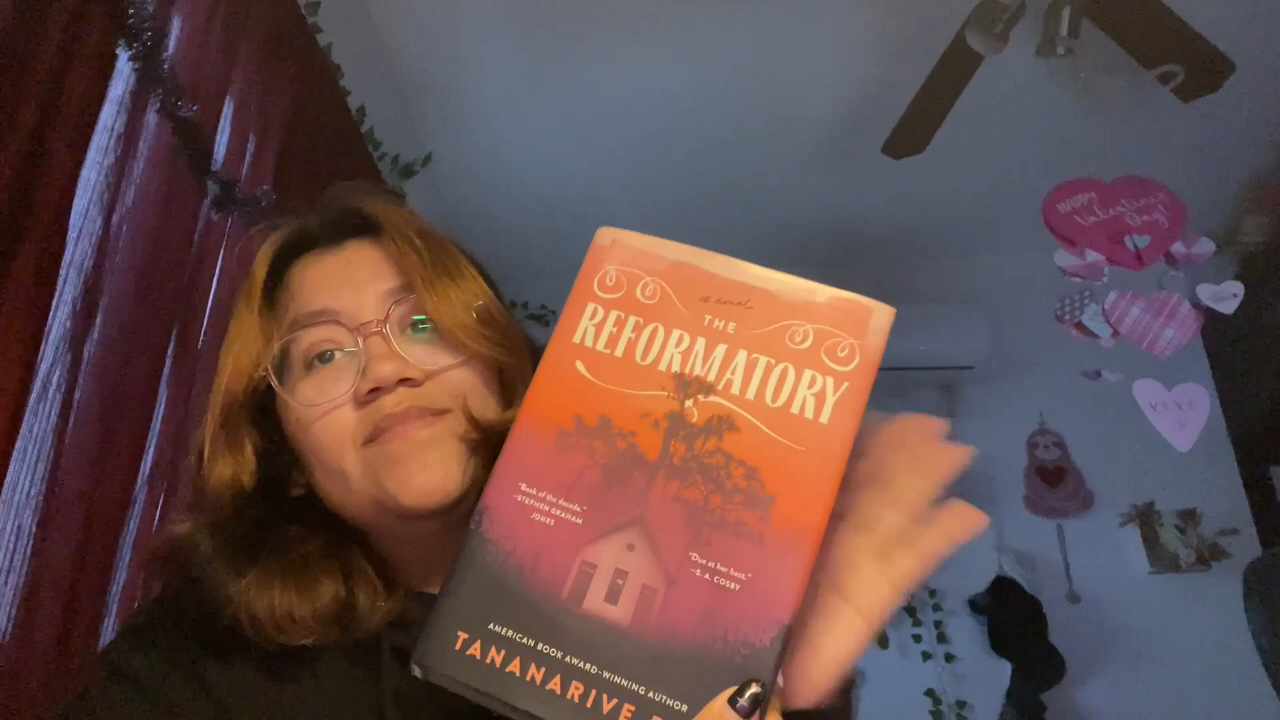 a novel
THE
REFORMATORY
"Book of the decade."
–STEPHEN GRAHAM
JONES
"Due at her best."
–S. A. COSBY
AMERICAN BOOK AWARD–WINNING AUTHOR
TANANARIVE
HAPPY
Valentine's
Day!
XOXO